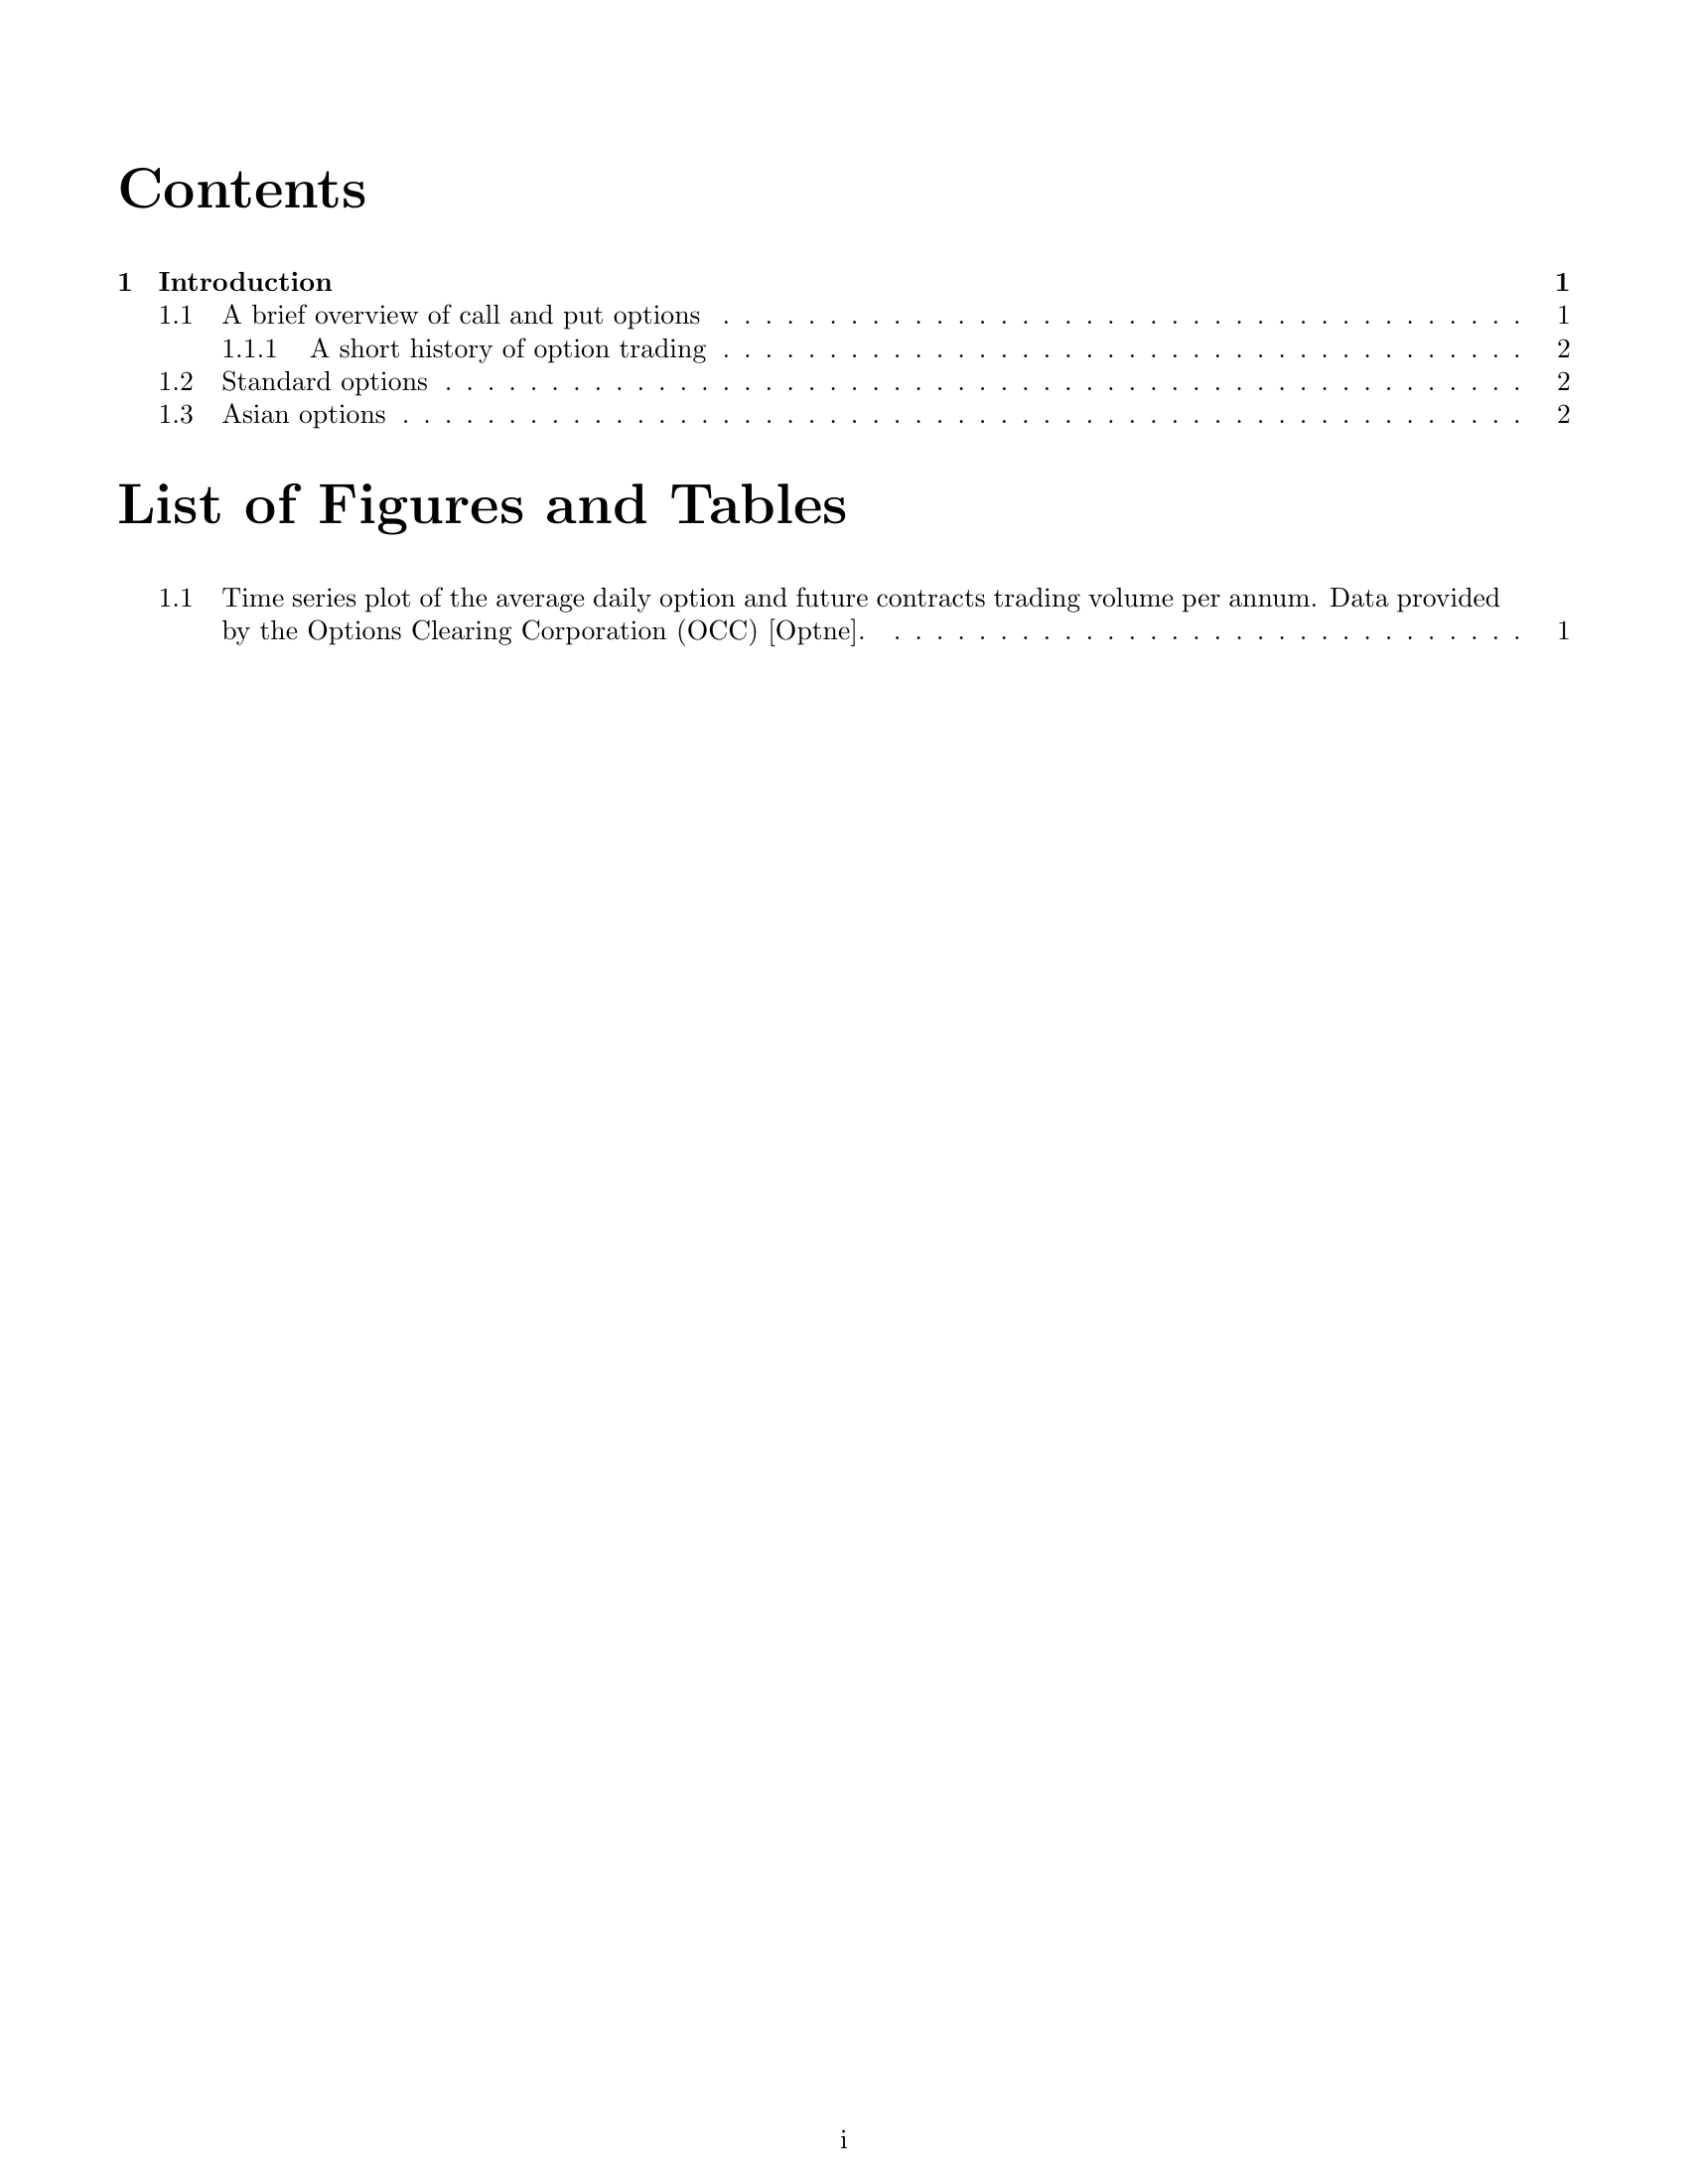 Contents
1 Introduction 1
1.1 A brief overview of call and put options . . . . . . . . . . . . . . . . . . . . . . . . . . . . . . . . . . . . . . 1
1.1.1 A short history of option trading . . . . . . . . . . . . . . . . . . . . . . . . . . . . . . . . . . . . . . 2
1.2 Standard options . . . . . . . . . . . . . . . . . . . . . . . . . . . . . . . . . . . . . . . . . . . . . . . . . . . 2
1.3 Asian options . . . . . . . . . . . . . . . . . . . . . . . . . . . . . . . . . . . . . . . . . . . . . . . . . . . . . 2
List of Figures and Tables
1.1 Time series plot of the average daily option and future contracts trading volume per annum. Data provided
by the Options Clearing Corporation (OCC) [Optne]. . . . . . . . . . . . . . . . . . . . . . . . . . . . . . 1
i